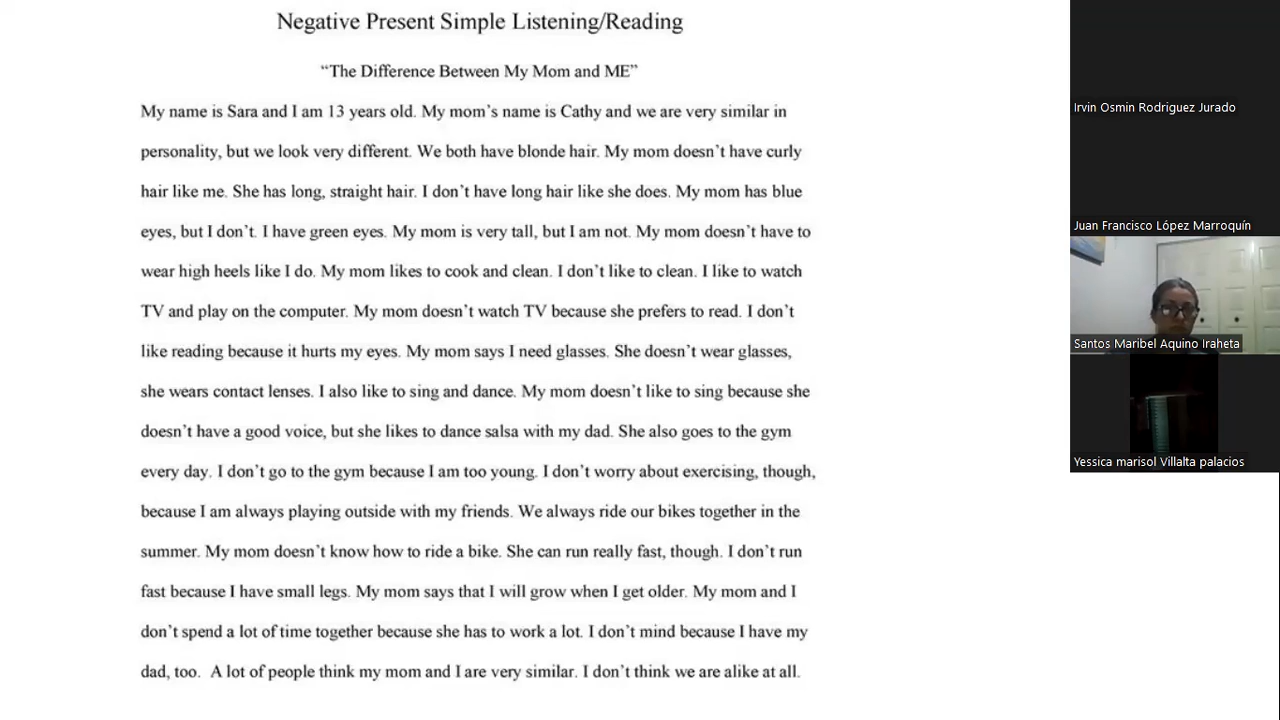 Negative Present Simple Listening/Reading
“The Difference Between My Mom and ME”
My name is Sara and I am 13 years old. My mom’s name is Cathy and we are very similar in
personality, but we look very different. We both have blonde hair. My mom doesn’t have curly
hair like me. She has long, straight hair. I don’t have long hair like she does. My mom has blue
eyes, but I don’t. I have green eyes. My mom is very tall, but I am not. My mom doesn’t have to
wear high heels like I do. My mom likes to cook and clean. I don’t like to clean. I like to watch
TV and play on the computer. My mom doesn’t watch TV because she prefers to read. I don’t
like reading because it hurts my eyes. My mom says I need glasses. She doesn’t wear glasses,
she wears contact lenses. I also like to sing and dance. My mom doesn’t like to sing because she
doesn’t have a good voice, but she likes to dance salsa with my dad. She also goes to the gym
every day. I don’t go to the gym because I am too young. I don’t worry about exercising, though,
because I am always playing outside with my friends. We always ride our bikes together in the
summer. My mom doesn’t know how to ride a bike. She can run really fast, though. I don’t run
fast because I have small legs. My mom says that I will grow when I get older. My mom and I
don’t spend a lot of time together because she has to work a lot. I don’t mind because I have my
dad, too.  A lot of people think my mom and I are very similar. I don’t think we are alike at all.
Irvin Osmin Rodriguez Jurado
Juan Francisco López Marroquín
Santos Maribel Aquino Iraheta
Yessica marisol Villalta palacios